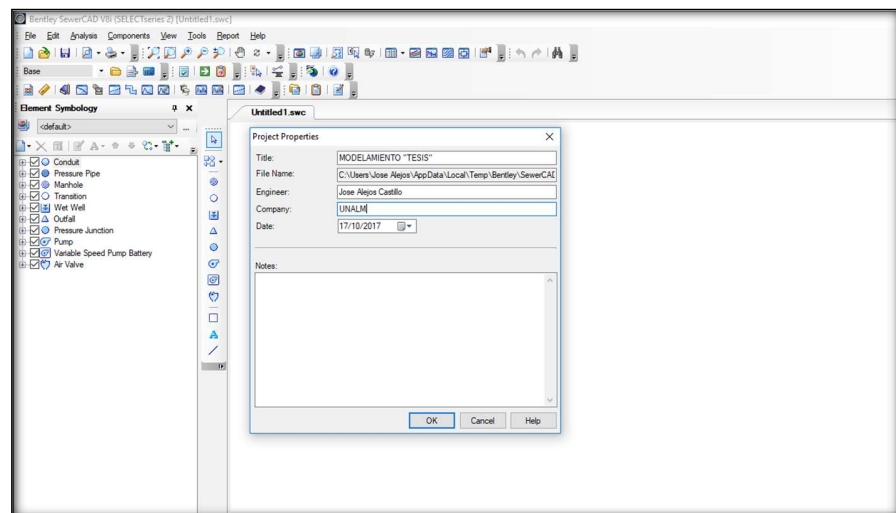 Bentley SewerCAD V8i (SELECTseries 2) [Untitled1.swc]
File Edit Analysis Components View Tools Report Help
Base
Element Symbology
<default>
Conduit
Pressure Pipe
Manhole
Transition
Wet Well
Outfall
Pressure Junction
Pump
Variable Speed Pump Battery
Air Valve
Untitled1.swc
Project Properties
Title: MODELAMIENTO "TESIS"
File Name: C:\Users\Jose Alejos\AppData\Local\Temp\Bentley\SewerCAD
Engineer: Jose Alejos Castillo
Company: UNALM
Date: 17/10/2017
Notes:
OK Cancel Help